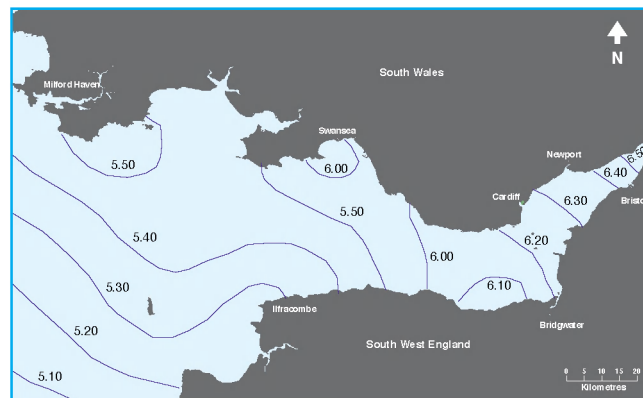 N
South Wales
Milford Haven
Swansea
5.50
6.00
Newport
6.50
6.40
Cardiff
6.30
5.50
5.40
6.20
6.00
5.30
6.10
Ilfracombe
Bridgwater
5.20
South West England
5.10
0 5 10 15 20
Kilometres